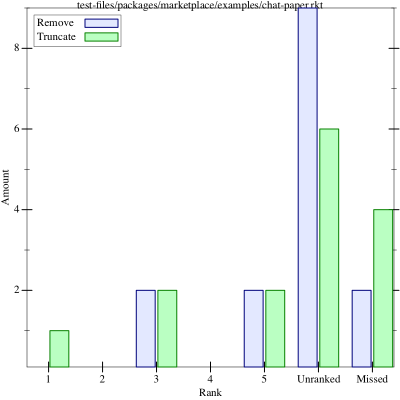 test-files/packages/marketplace/examples/chat-paper.rkt
Remove
Truncate
8
6
4
2
Amount
1 2 3 4 5 Unranked Missed
Rank